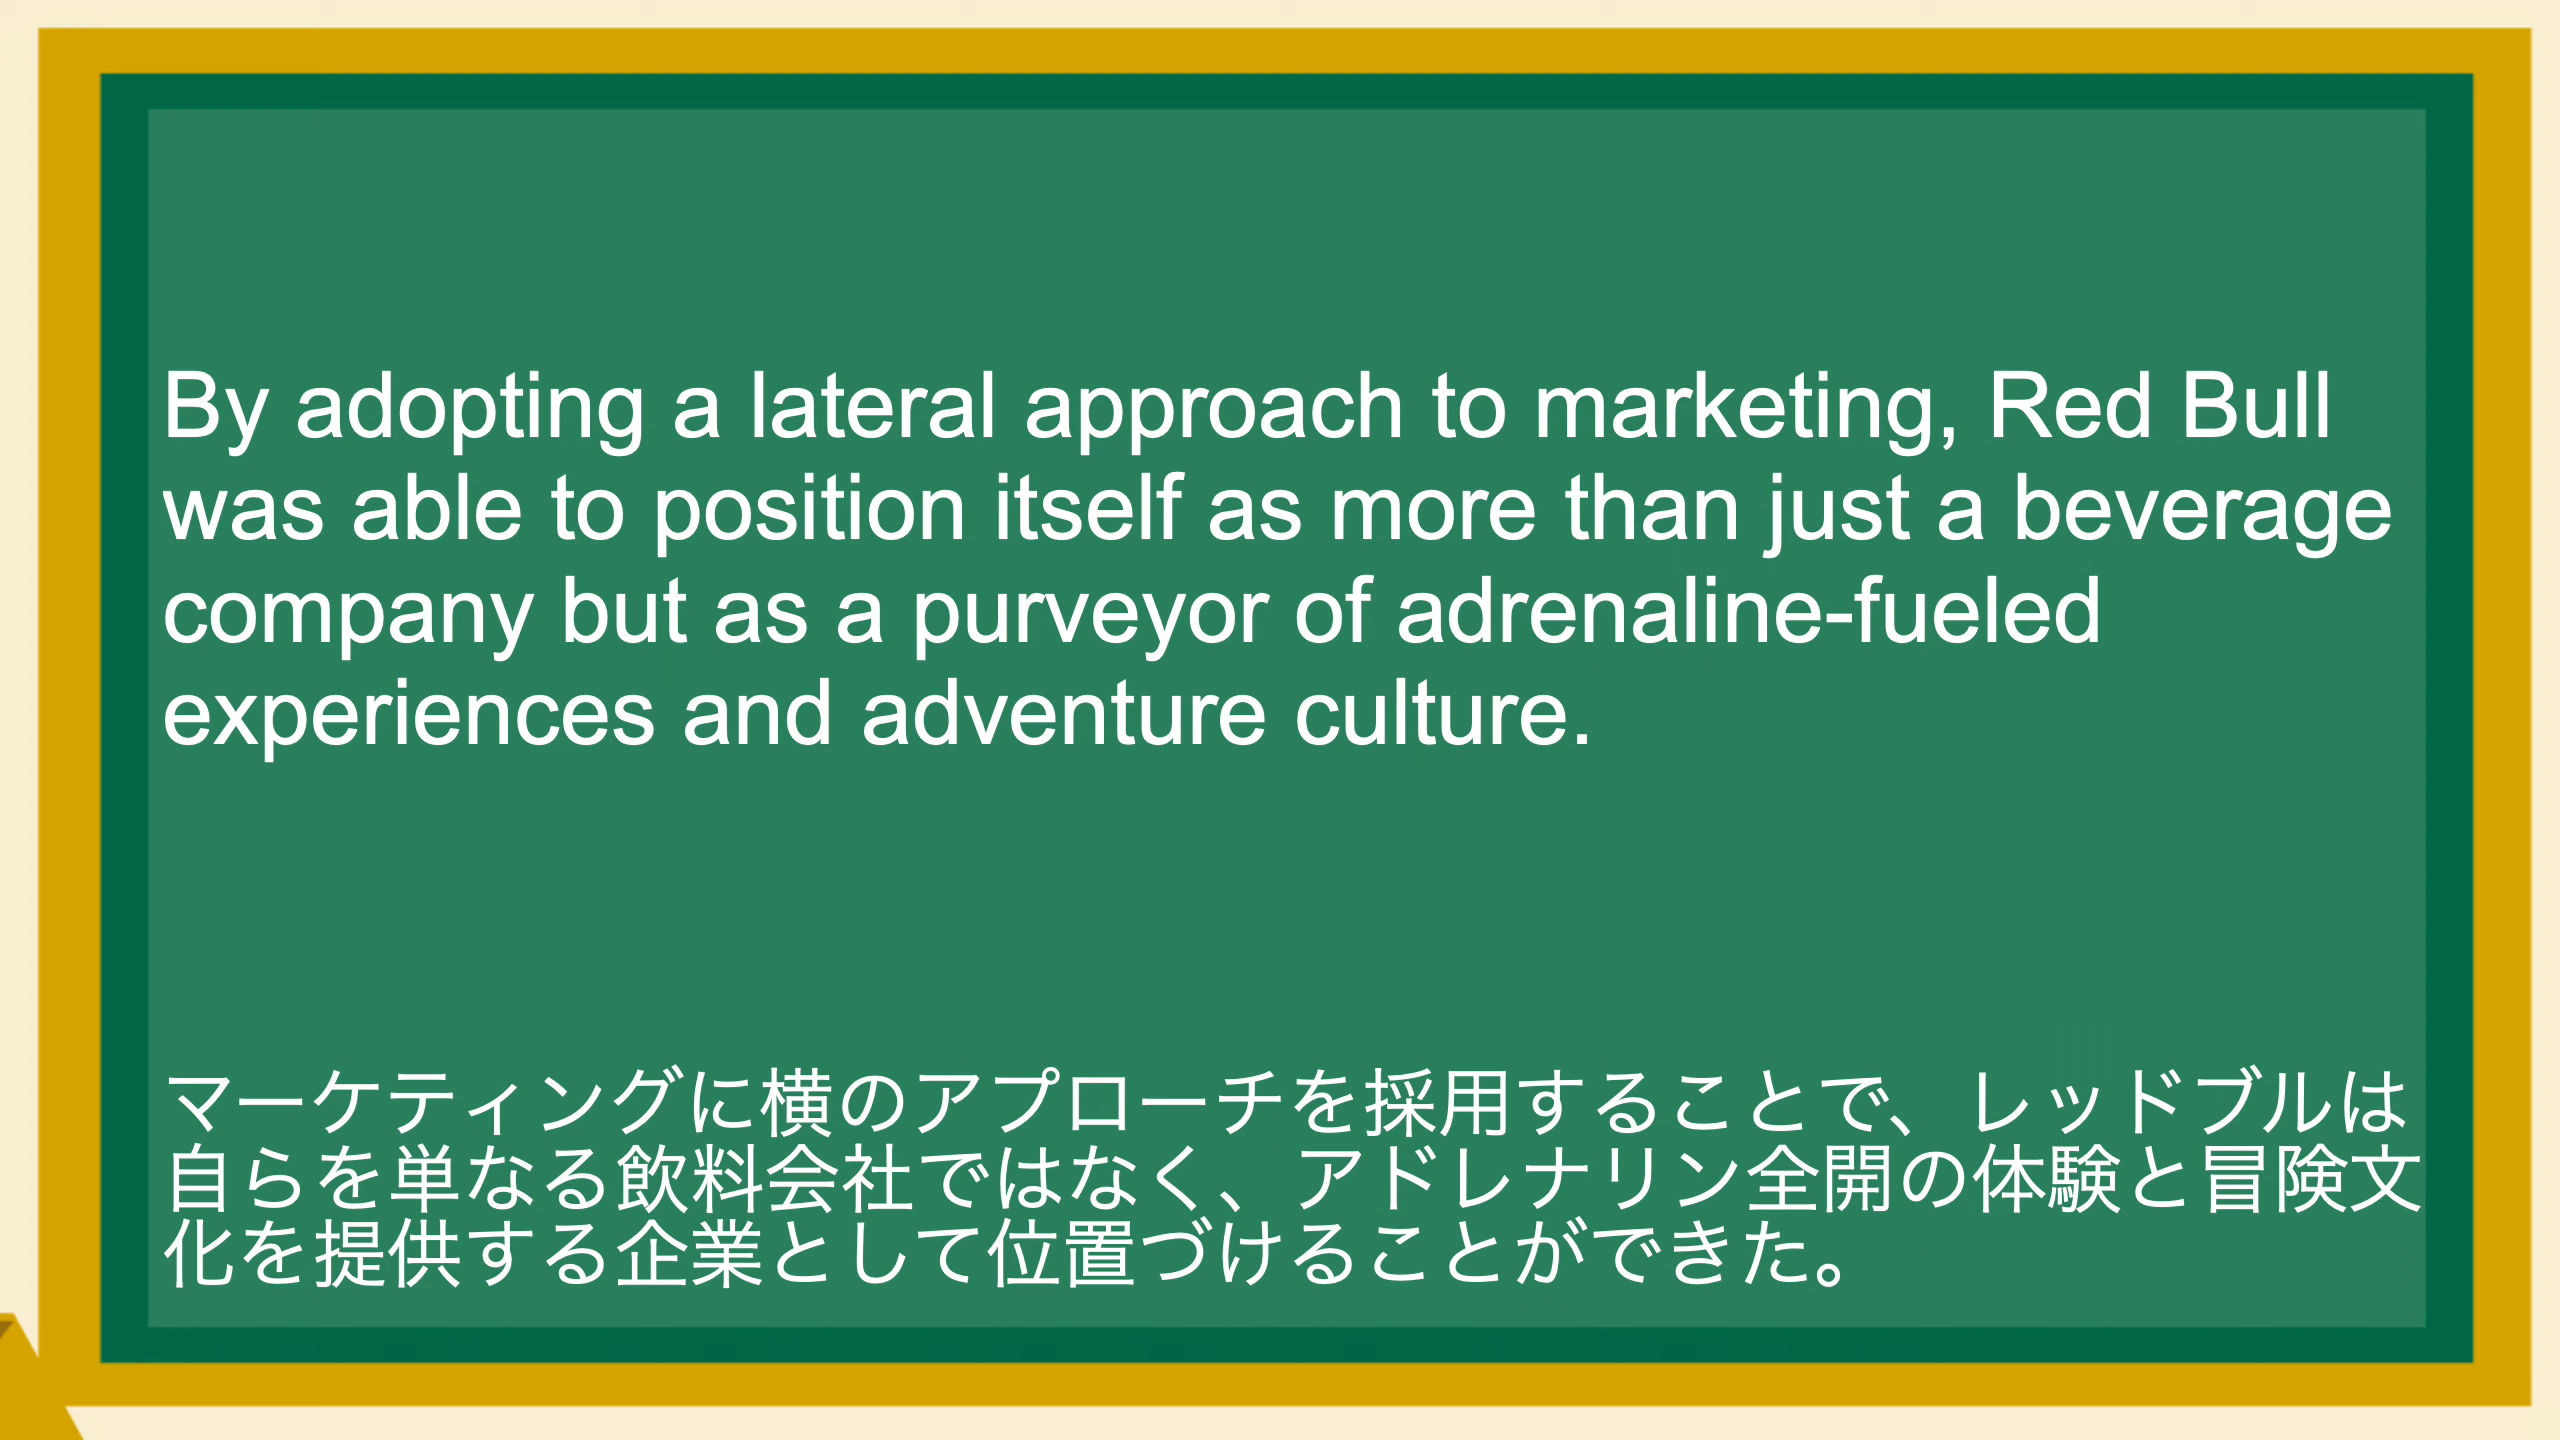 By adopting a lateral approach to marketing, Red Bull
was able to position itself as more than just a beverage
company but as a purveyor of adrenaline-fueled
experiences and adventure culture.
マーケティングに横のアプローチを採用することで、レッドブルは
自らを単なる飲料会社ではなく、アドレナリン全開の体験と冒険文
化を提供する企業として位置づけることができた。